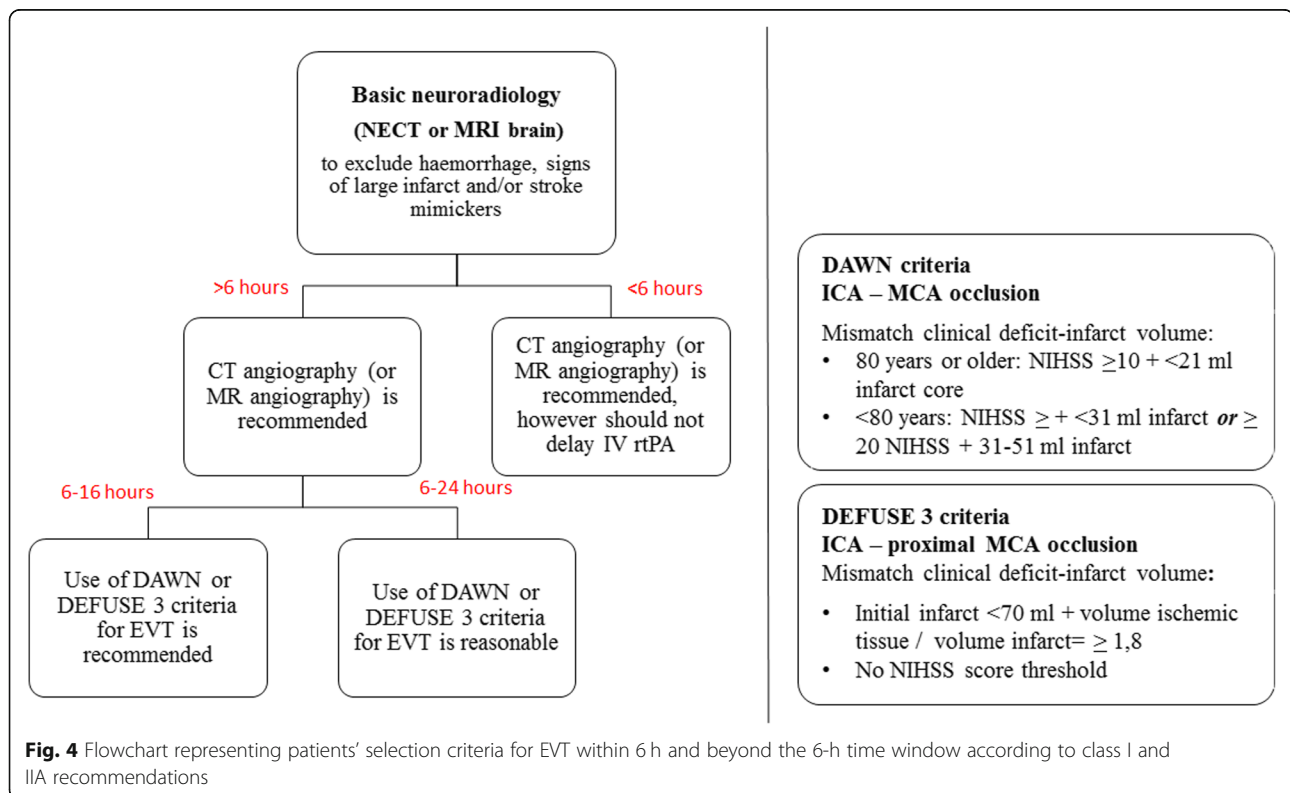 Basic neuroradiology
(NECT or MRI brain)
to exclude haemorrhage, signs
of large infarct and/or stroke
mimickers
>6 hours
<6 hours
CT angiography (or
MR angiography) is
recommended
CT angiography (or
MR angiography) is
recommended,
however should not
delay IV rtPA
6-16 hours
6-24 hours
Use of DAWN or
DEFUSE 3 criteria
for EVT is
recommended
Use of DAWN or
DEFUSE 3 criteria
for EVT is reasonable
DAWN criteria
ICA – MCA occlusion
Mismatch clinical deficit-infarct volume:
• 80 years or older: NIHSS ≥10 + <21 ml
infarct core
• <80 years: NIHSS ≥ + <31 ml infarct or ≥
20 NIHSS + 31-51 ml infarct
DEFUSE 3 criteria
ICA – proximal MCA occlusion
Mismatch clinical deficit-infarct volume:
• Initial infarct <70 ml + volume ischemic
tissue / volume infarct= ≥ 1,8
• No NIHSS score threshold
Fig. 4 Flowchart representing patients' selection criteria for EVT within 6 h and beyond the 6-h time window according to class I and
IIA recommendations